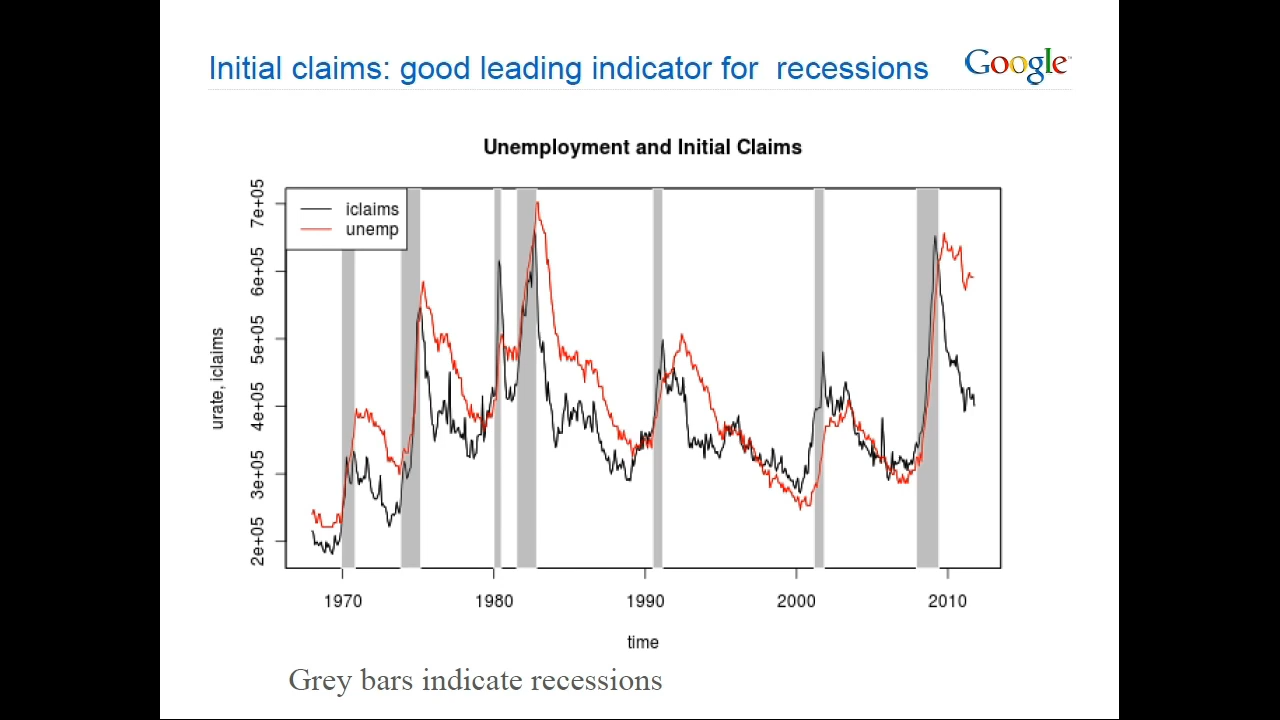 Initial claims: good leading indicator for recessions
Google
Unemployment and Initial Claims
iclaims
unemp
7e+05
6e+05
5e+05
4e+05
3e+05
2e+05
urate, iclaims
1970 1980 1990 2000 2010
time
Grey bars indicate recessions